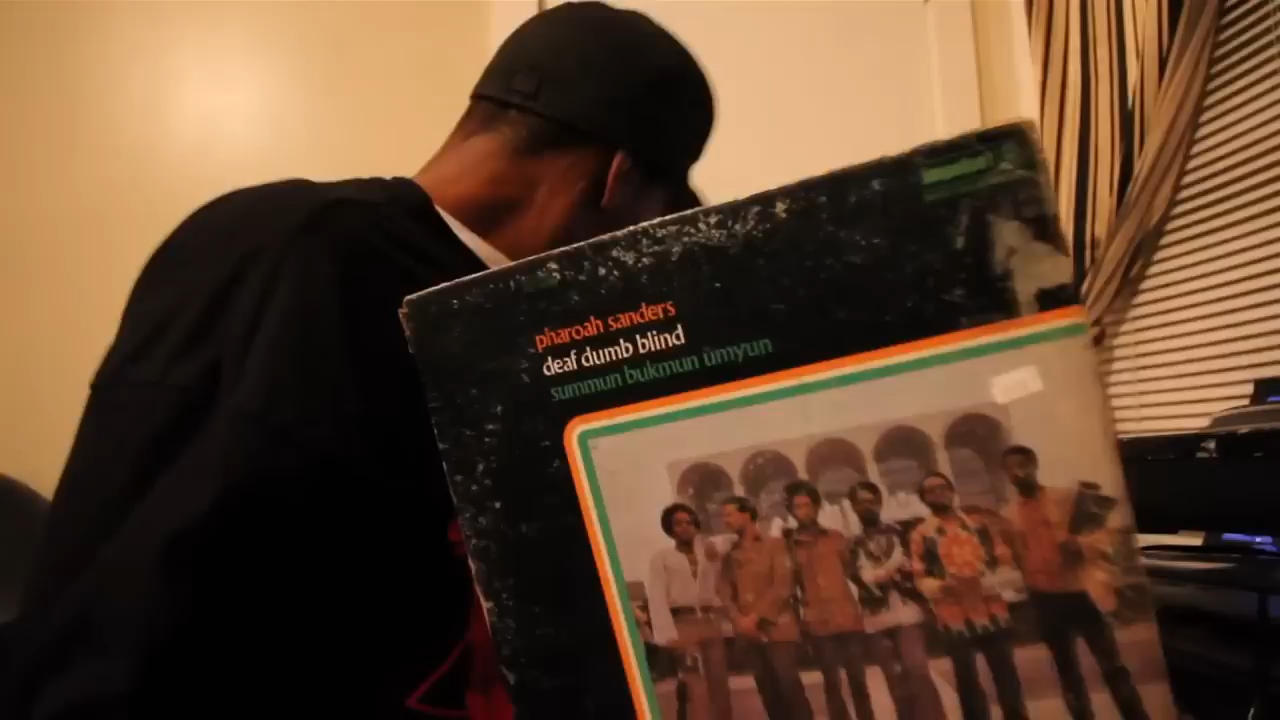 pharoah sanders
deaf dumb blind
summun bukmun umyun